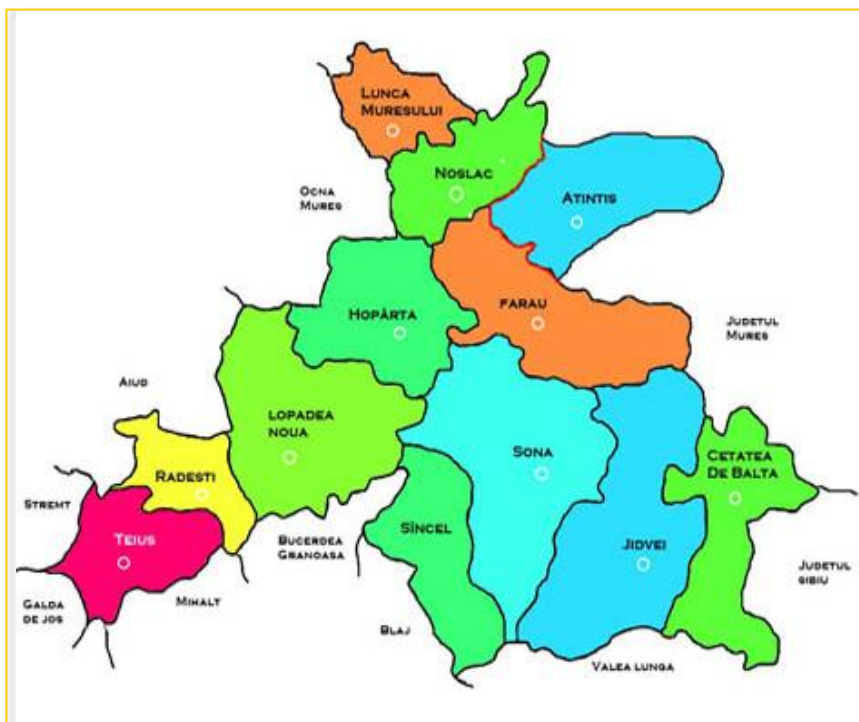 LUNCA
MURESULUI
NOSLAC
OCNA
MURES
ATINTIS
HOPÂRTA
FARAU
JUDETUL
MURES
AIUD
LOPADEA
NOUA
SONA
CETATEA
DE BALTA
RADESTI
STREMT
TEIUS
BUCERDEA
GRANOASA
SÎNCEL
JIDVEI
JUDETUL
SIBIU
GALDA
DE JOS
MIHALT
BLAJ
VALEA LUNGA